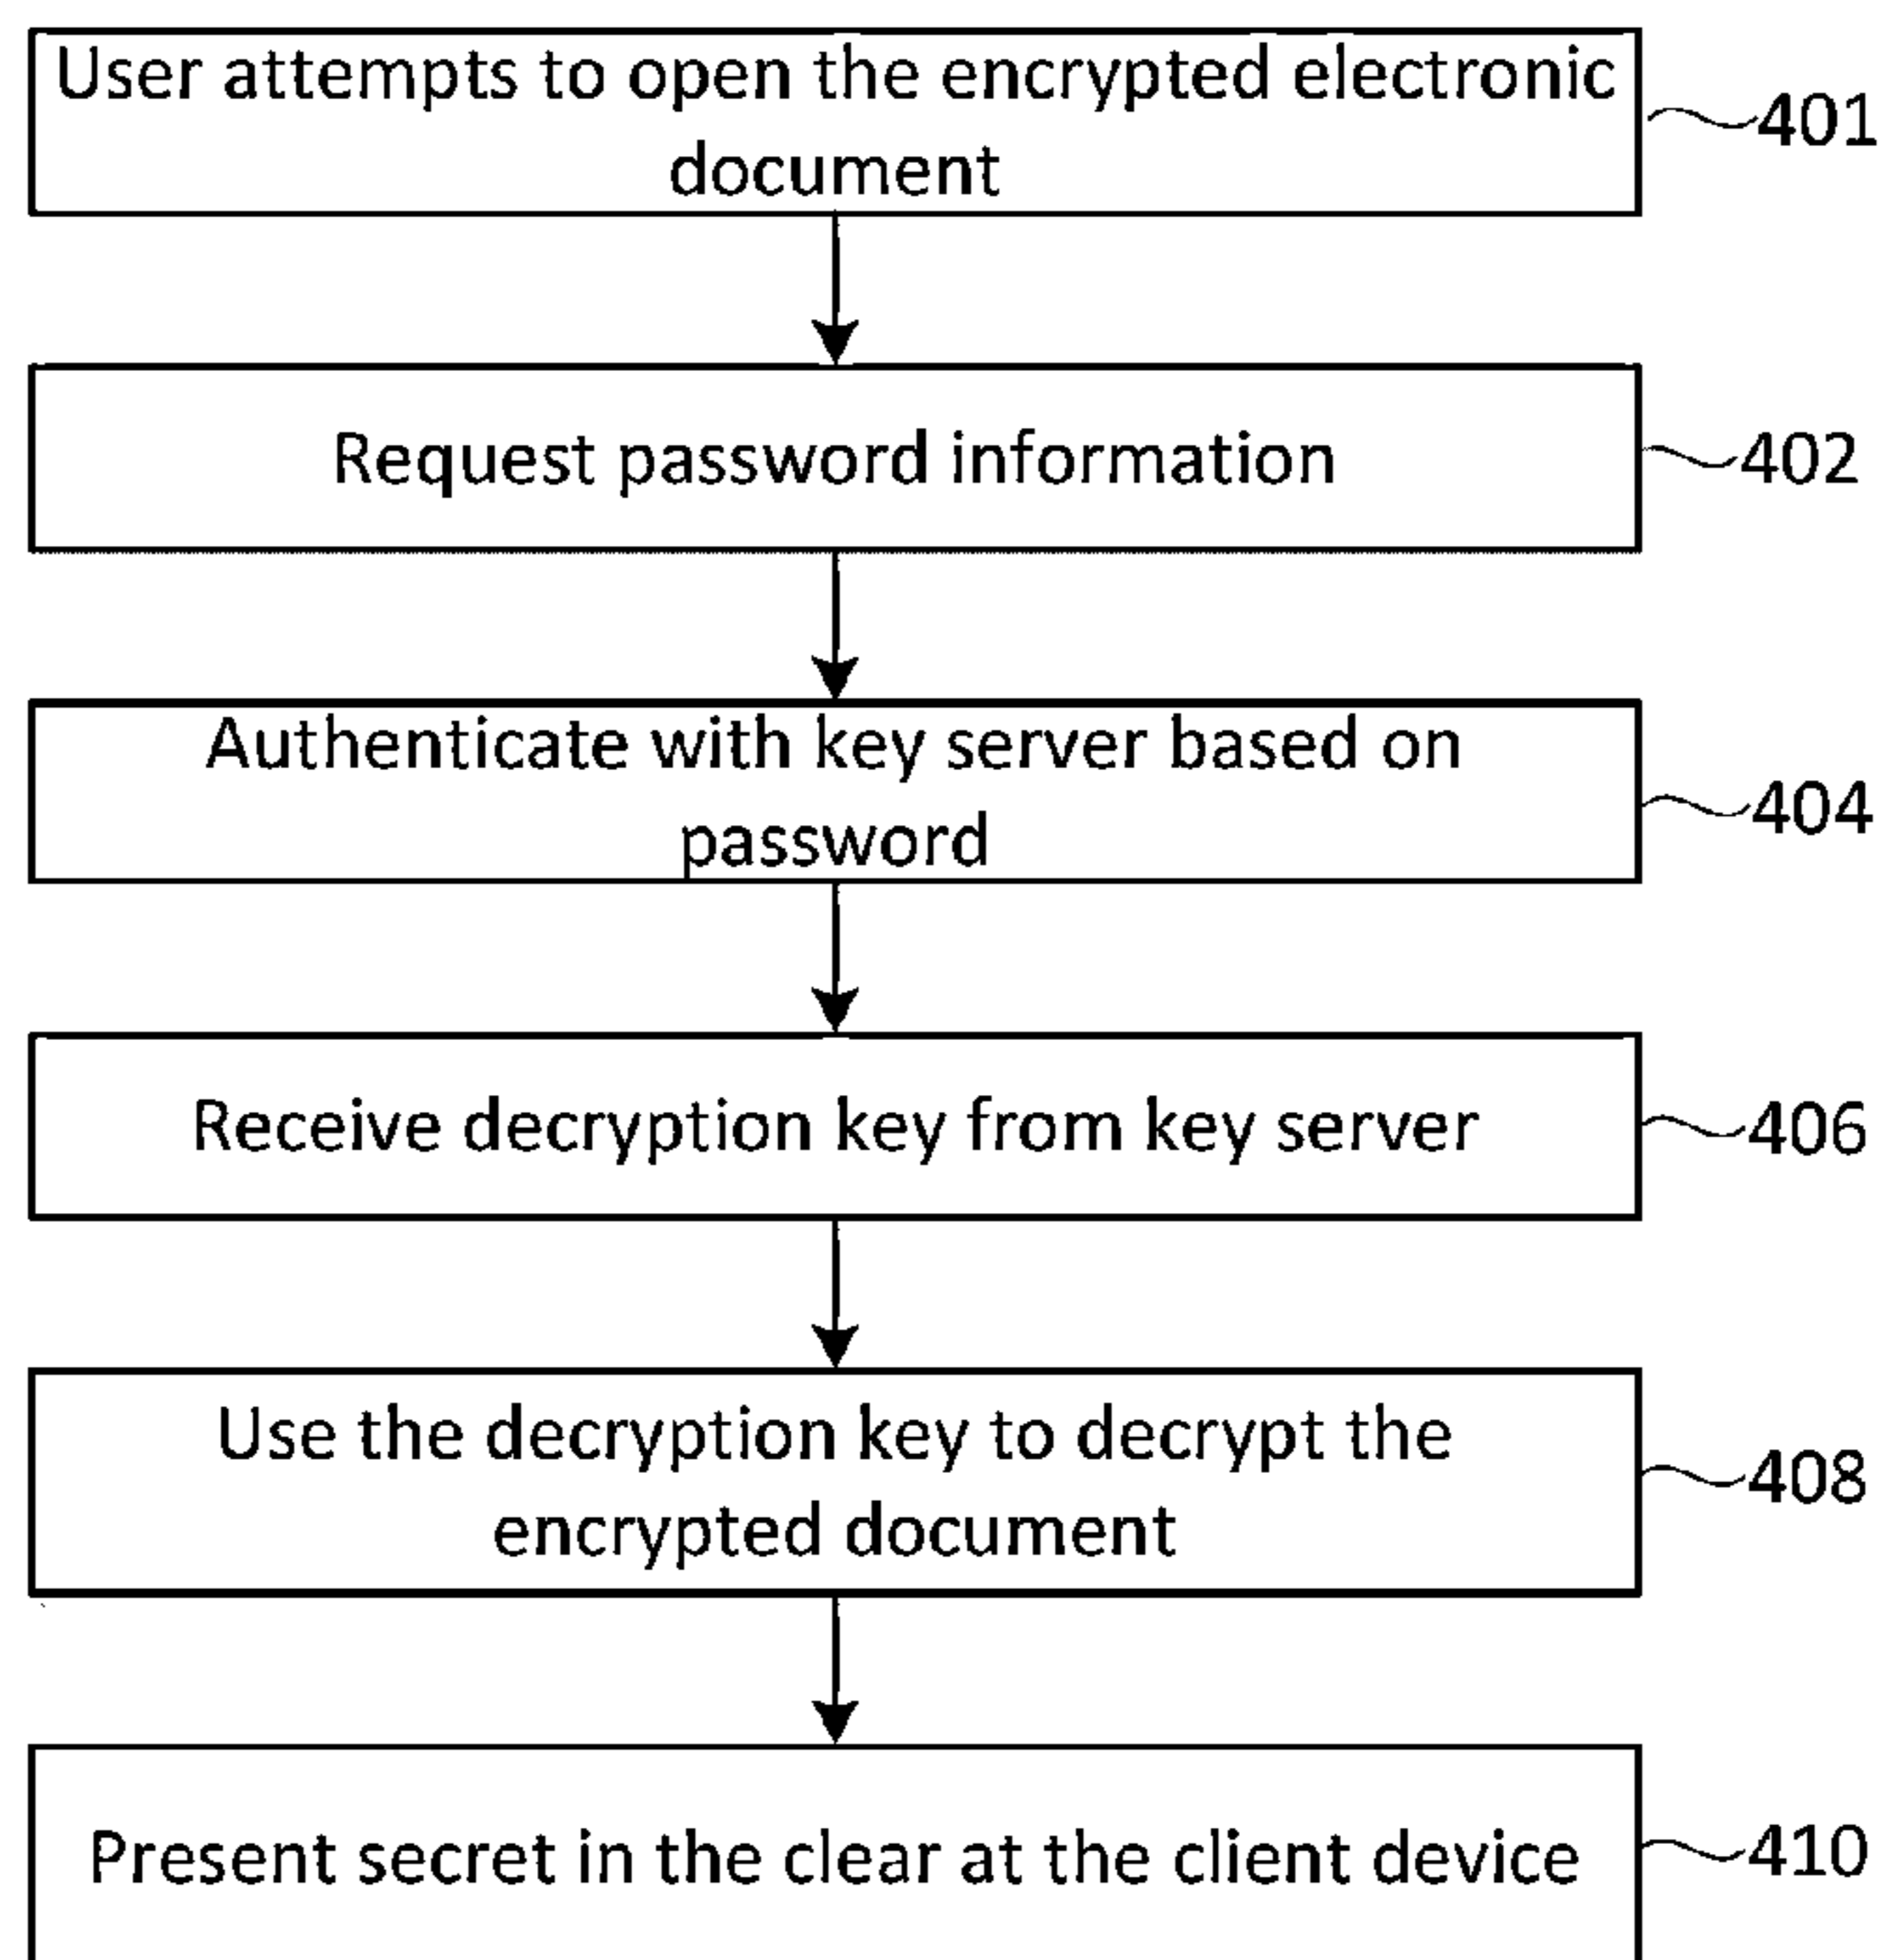 User attempts to open the encrypted electronic
document
401
Request password information
402
Authenticate with key server based on
password
404
Receive decryption key from key server
406
Use the decryption key to decrypt the
encrypted document
408
Present secret in the clear at the client device
410